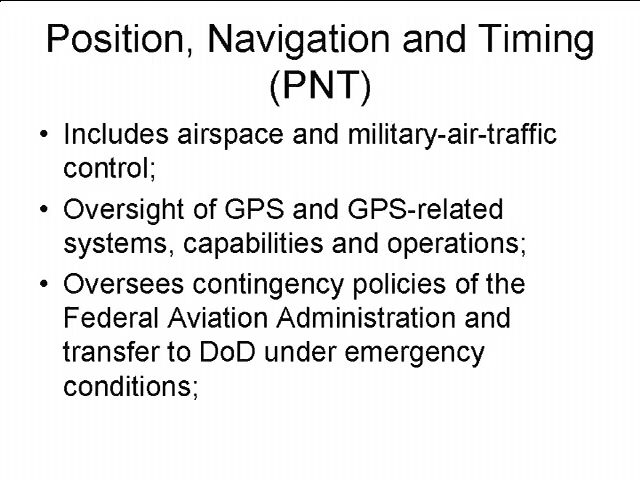 Position, Navigation and Timing
(PNT)
• Includes airspace and military-air-traffic
control;
• Oversight of GPS and GPS-related
systems, capabilities and operations;
• Oversees contingency policies of the
Federal Aviation Administration and
transfer to DoD under emergency
conditions;